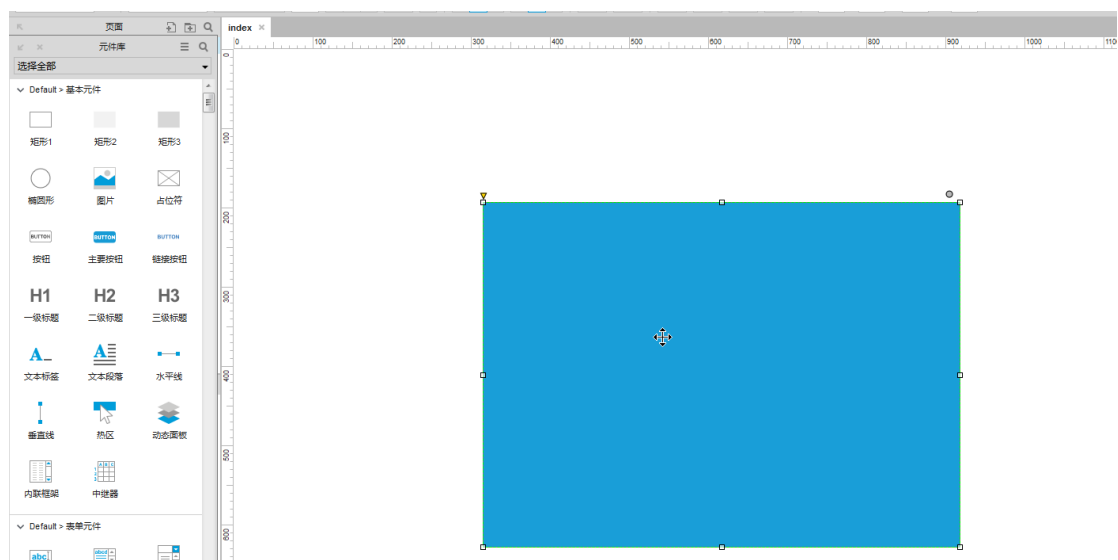 页面
index
元件库
0 100 200 300 400 500 600 700 800 900 1000 1100
选择全部
0
Default > 基本元件
矩形1 矩形2 矩形3
100
椭圆形 图片 占位符
200
BUTTON BUTTON BUTTON
按钮 主要按钮 链接按钮
300
H1 H2 H3
一级标题 二级标题 三级标题
A_ A
文本标签 文本段落 水平线
400
垂直线 热区 动态面板
500
内联框架 中继器
Default > 表单元件
600
abc abcd